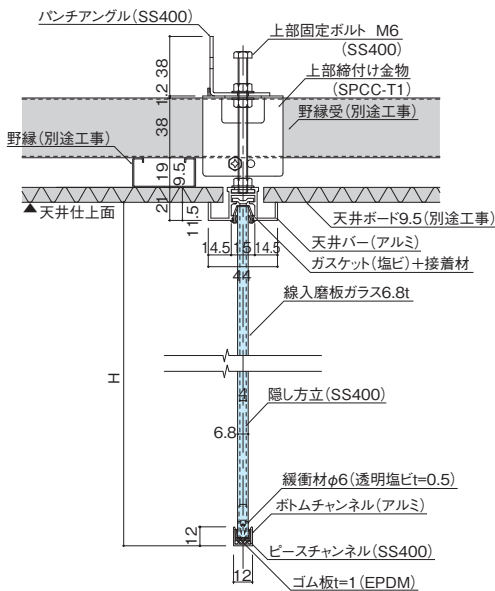 パンチアングル(SS400)
上部固定ボルト M6
(SS400)
上部締付け金物
(SPCC-T1)
野縁受(別途工事)
38
1.2
38
野縁(別途工事)
19
9.5
21
11.5
▲天井仕上面
天井ボード9.5(別途工事)
天井バー(アルミ)
14.5
15
14.5
44
ガスケット(塩ビ)+接着材
線入磨板ガラス6.8t
H
4
隠し方立(SS400)
6.8
緩衝材φ6(透明塩ビt=0.5)
ボトムチャンネル(アルミ)
12
ピースチャンネル(SS400)
12
ゴム板t=1(EPDM)